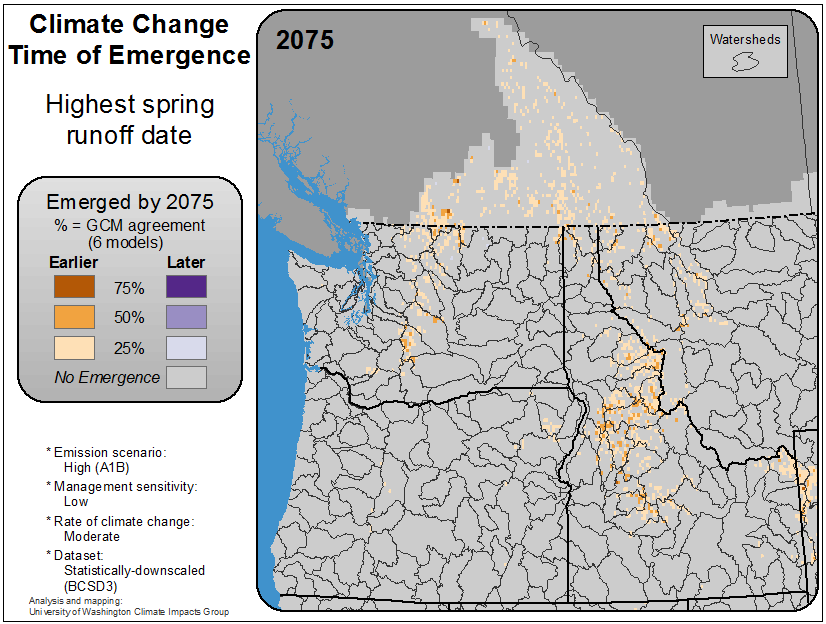 Climate Change
Time of Emergence
Highest spring
runoff date
Emerged by 2075
% = GCM agreement
(6 models)
Earlier Later
75%
50%
25%
No Emergence
* Emission scenario:
High (A1B)
* Management sensitivity:
Low
* Rate of climate change:
Moderate
* Dataset:
Statistically-downscaled
(BCSD3)
Analysis and mapping:
University of Washington Climate Impacts Group
2075
Watersheds